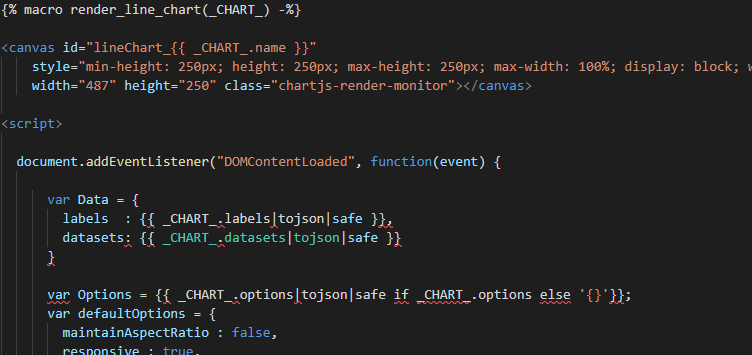 {% macro render_line_chart(_CHART_) -%}
<canvas id="lineChart_{{ _CHART_.name }}"
style="min-height: 250px; height: 250px; max-height: 250px; max-width: 100%; display: block; w
width="487" height="250" class="chartjs-render-monitor"></canvas>
<script>
document.addEventListener("DOMContentLoaded", function(event) {
var Data = {
labels  : {{ _CHART_.labels|tojson|safe }},
datasets: {{ _CHART_.datasets|tojson|safe }}
}
var Options = {{ _CHART_.options|tojson|safe if _CHART_.options else '{}'}};
var defaultOptions = {
maintainAspectRatio : false,
responsive : true,